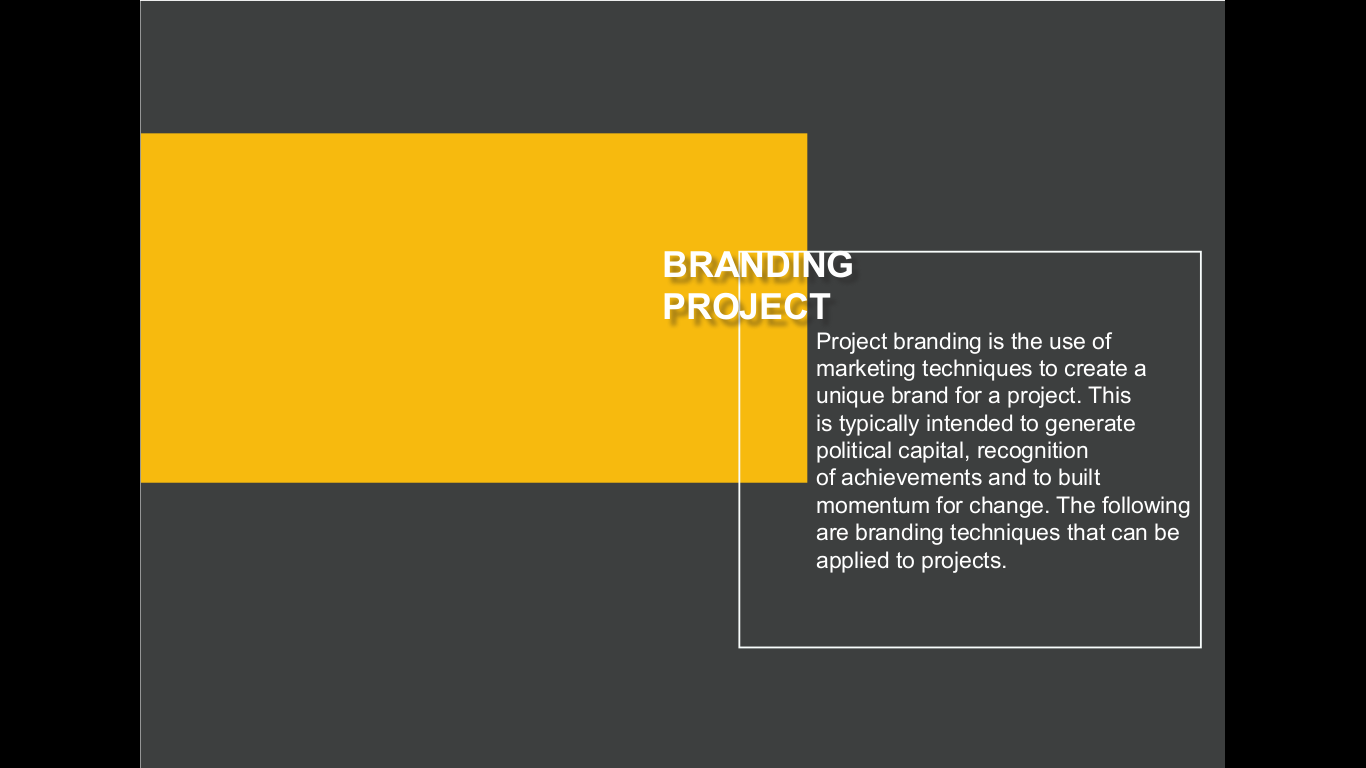 BRANDING
PROJECT
Project branding is the use of
marketing techniques to create a
unique brand for a project. This
is typically intended to generate
political capital, recognition
of achievements and to built
momentum for change. The following
are branding techniques that can be
applied to projects.